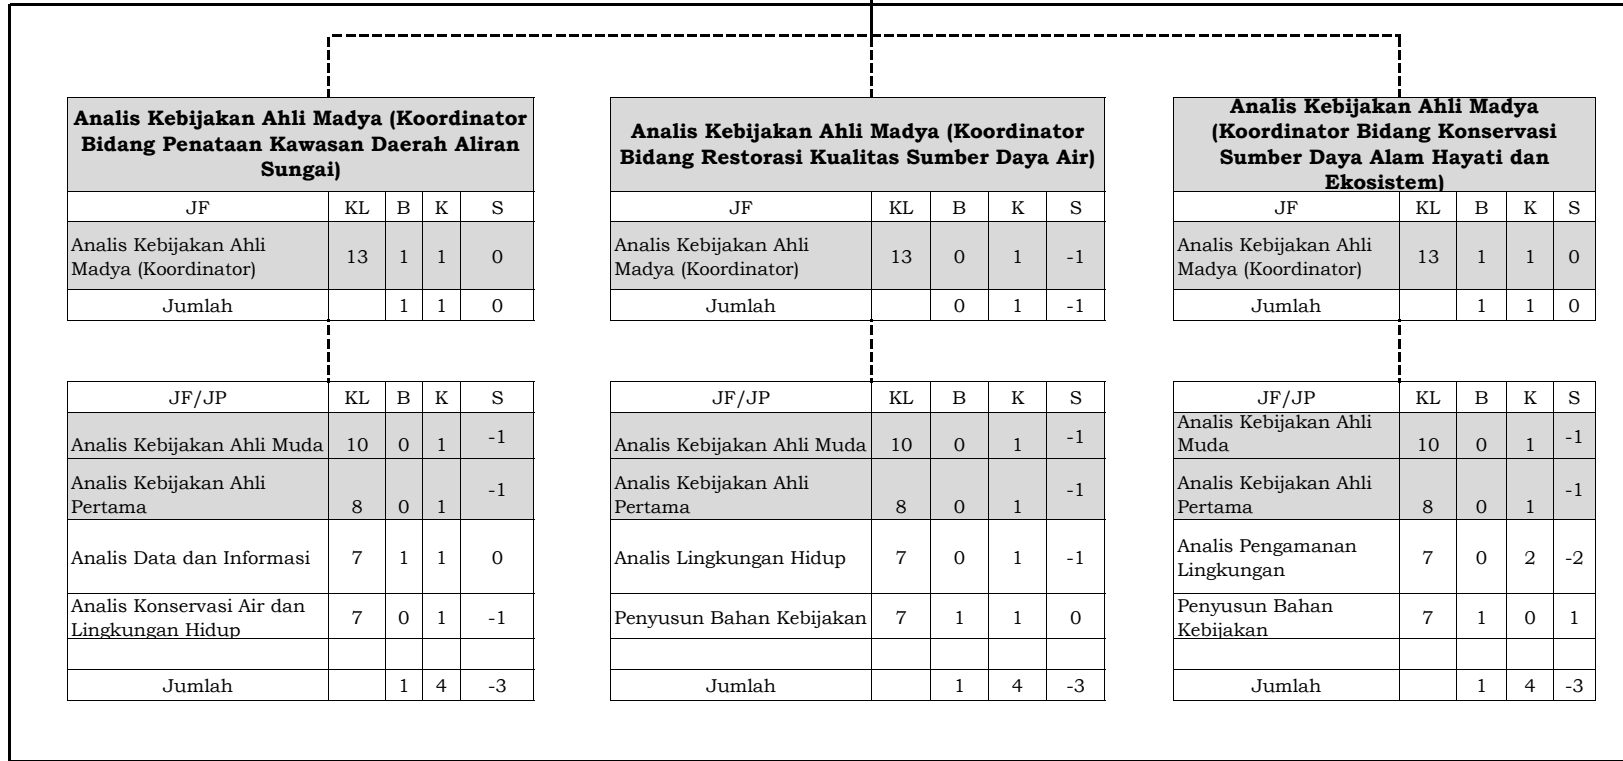 Analis Kebijakan Ahli Madya (Koordinator
Bidang Penataan Kawasan Daerah Aliran
Sungai)
JF KL B K S
Analis Kebijakan Ahli
Madya (Koordinator) 13 1 1 0
Jumlah 1 1 0
JF/JP KL B K S
Analis Kebijakan Ahli Muda 10 0 1 -1
Analis Kebijakan Ahli
Pertama 8 0 1 -1
Analis Data dan Informasi 7 1 1 0
Analis Konservasi Air dan
Lingkungan Hidup 7 0 1 -1
Jumlah 1 4 -3
Analis Kebijakan Ahli Madya (Koordinator
Bidang Restorasi Kualitas Sumber Daya Air)
JF KL B K S
Analis Kebijakan Ahli
Madya (Koordinator) 13 0 1 -1
Jumlah 0 1 -1
JF/JP KL B K S
Analis Kebijakan Ahli Muda 10 0 1 -1
Analis Kebijakan Ahli
Pertama 8 0 1 -1
Analis Lingkungan Hidup 7 0 1 -1
Penyusun Bahan Kebijakan 7 1 1 0
Jumlah 1 4 -3
Analis Kebijakan Ahli Madya
(Koordinator Bidang Konservasi
Sumber Daya Alam Hayati dan
Ekosistem)
JF KL B K S
Analis Kebijakan Ahli
Madya (Koordinator) 13 1 1 0
Jumlah 1 1 0
JF/JP KL B K S
Analis Kebijakan Ahli
Muda 10 0 1 -1
Analis Kebijakan Ahli
Pertama 8 0 1 -1
Analis Pengamanan
Lingkungan 7 0 2 -2
Penyusun Bahan
Kebijakan 7 1 0 1
Jumlah 1 4 -3